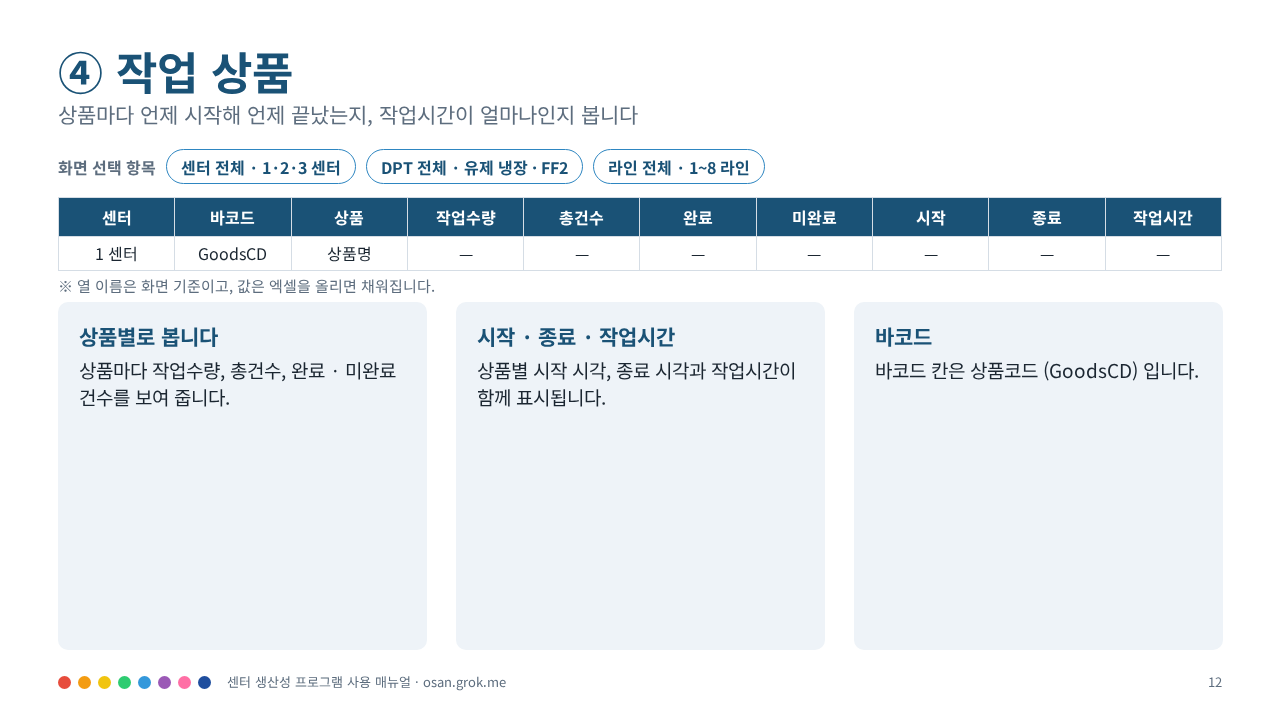 ④ 작업 상품
상품마다 언제 시작해 언제 끝났는지, 작업시간이 얼마나인지 봅니다
화면 선택 항목 센터 전체 · 1·2·3 센터 DPT 전체 · 유제 냉장 · FF2 라인 전체 · 1~8 라인
센터 바코드 상품 작업수량 총건수 완료 미완료 시작 종료 작업시간
1 센터 GoodsCD 상품명 — — — — — — —
※ 열 이름은 화면 기준이고, 값은 엑셀을 올리면 채워집니다.
상품별로 봅니다
상품마다 작업수량, 총건수, 완료 · 미완료
건수를 보여 줍니다.
시작 · 종료 · 작업시간
상품별 시작 시각, 종료 시각과 작업시간이
함께 표시됩니다.
바코드
바코드 칸은 상품코드 (GoodsCD) 입니다.
센터 생산성 프로그램 사용 매뉴얼 · osan.grok.me
12